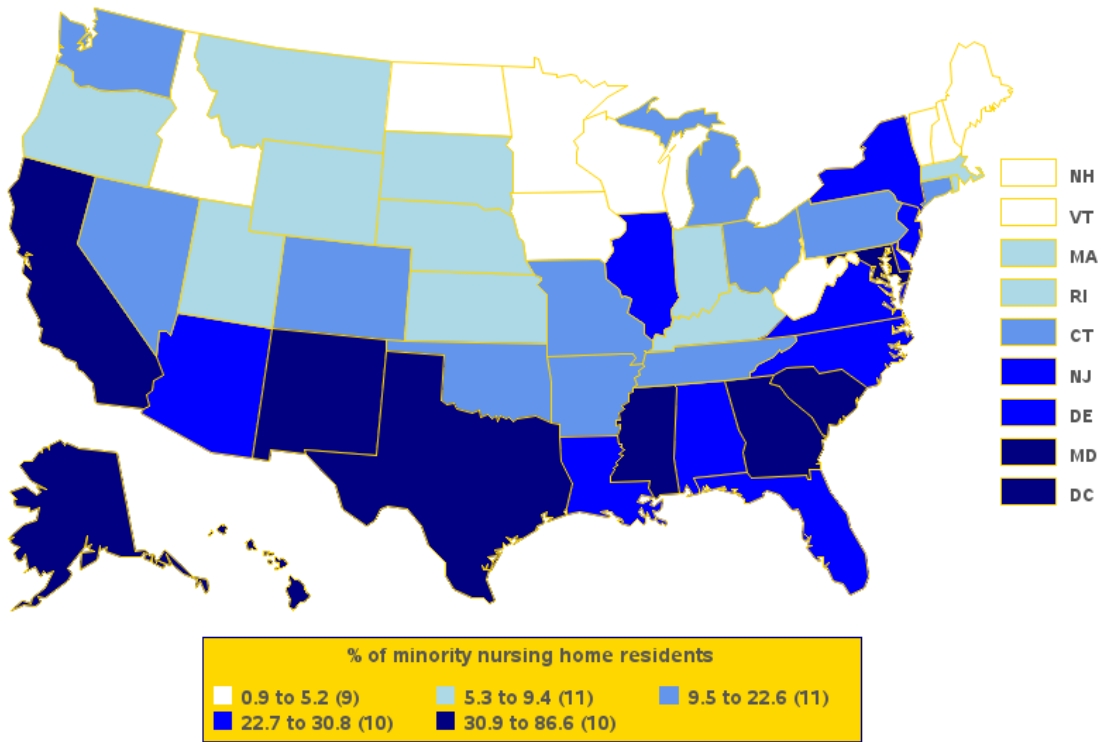 NH
VT
MA
RI
CT
NJ
DE
MD
DC
% of minority nursing home residents
0.9 to 5.2 (9) 5.3 to 9.4 (11) 9.5 to 22.6 (11)
22.7 to 30.8 (10) 30.9 to 86.6 (10)